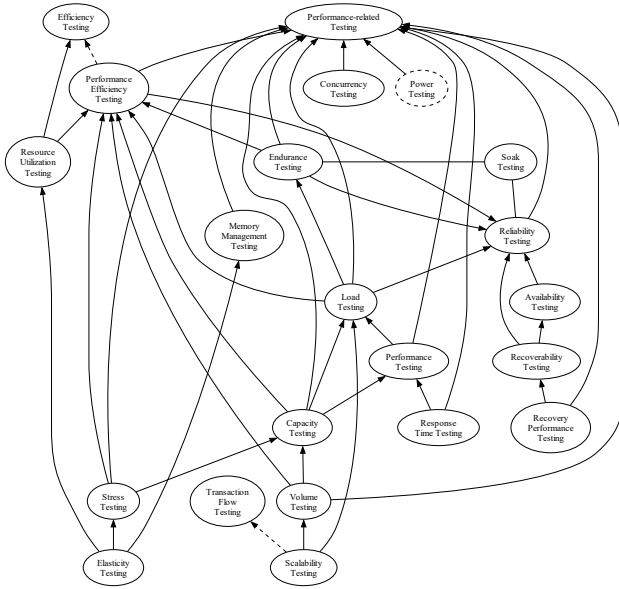 Efficiency
Testing
Performance-related
Testing
Performance
Efficiency
Testing
Concurrency
Testing
Power
Testing
Resource
Utilization
Testing
Endurance
Testing
Soak
Testing
Memory
Management
Testing
Reliability
Testing
Load
Testing
Availability
Testing
Performance
Testing
Recoverability
Testing
Capacity
Testing
Response
Time Testing
Recovery
Performance
Testing
Stress
Testing
Transaction
Flow
Testing
Volume
Testing
Elasticity
Testing
Scalability
Testing